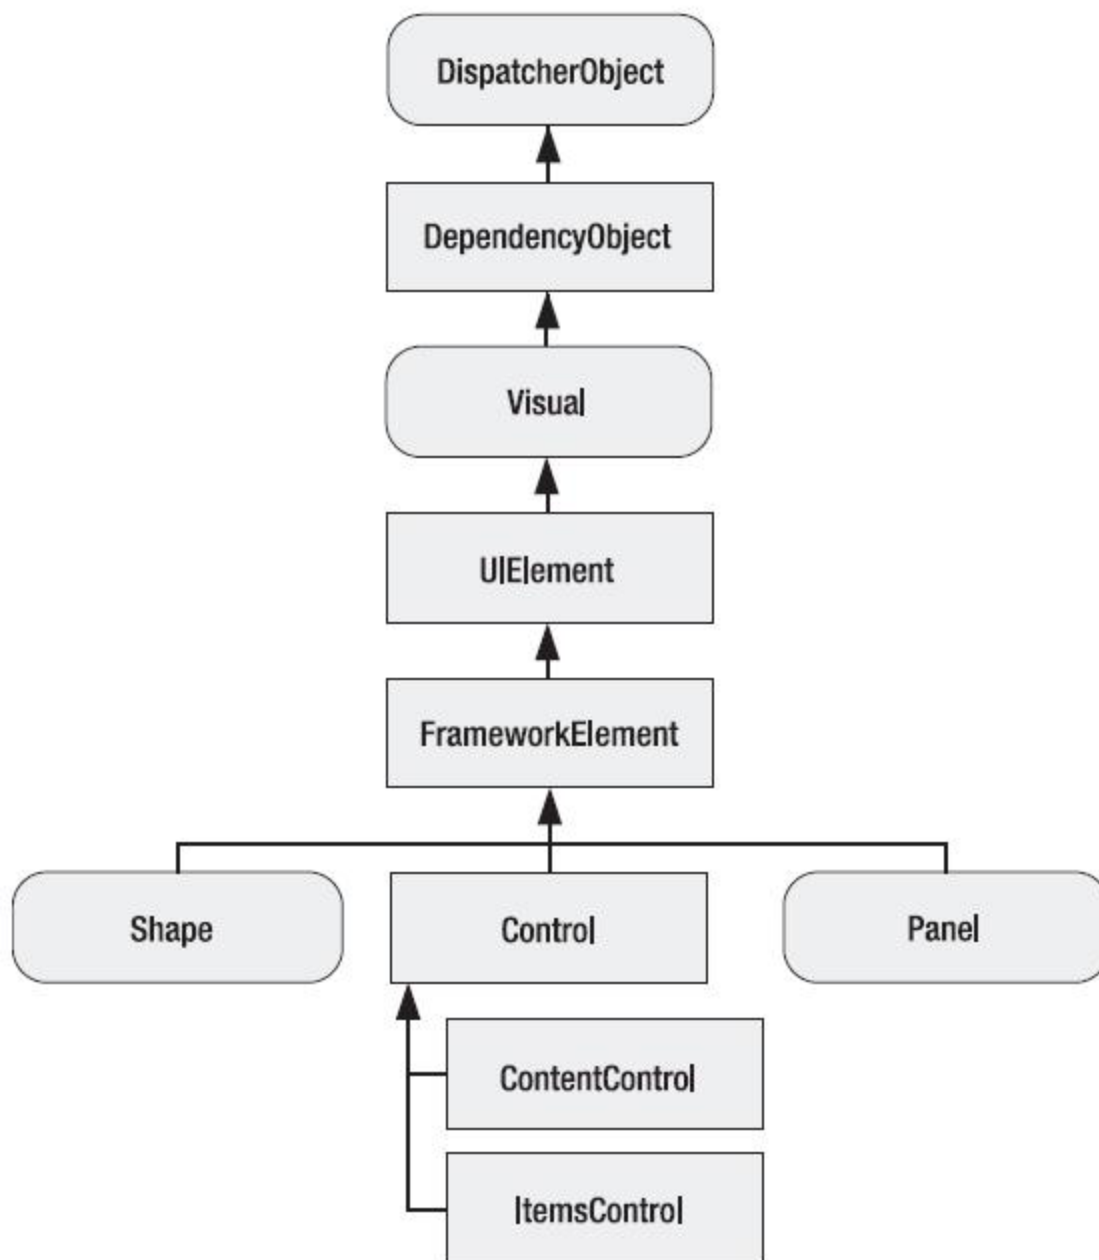 DispatcherObject
DependencyObject
Visual
UIElement
FrameworkElement
Shape
Control
Panel
ContentControl
ItemsControl